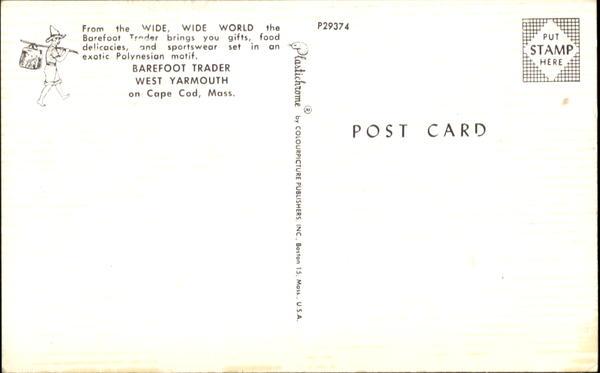 From the WIDE, WIDE WORLD the
Barefoot Trader brings you gifts, food
delicacies, and sportswear set in an
exotic Polynesian motif.
BAREFOOT TRADER
WEST YARMOUTH
on Cape Cod, Mass.
P29374
Plastichrome ® by COLOURPICTURE PUBLISHERS, INC., Boston 15, Mass., U.S.A.
PUT
STAMP
HERE
POST CARD